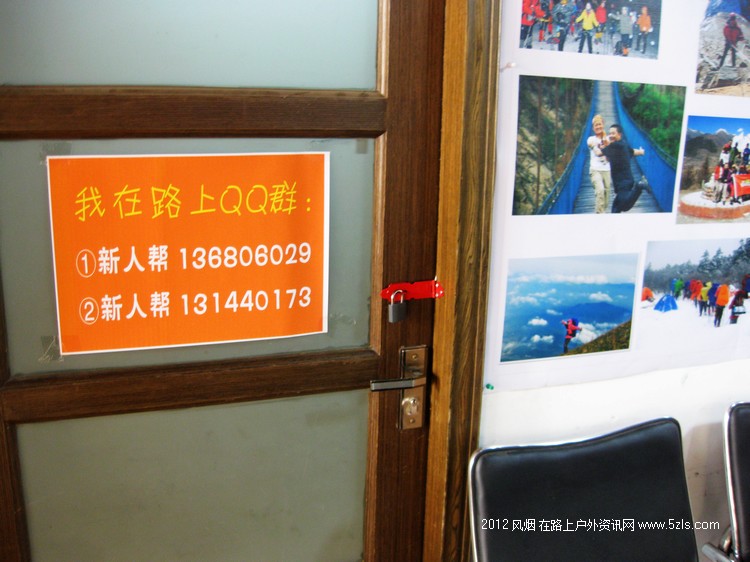 我在路上QQ群:
①新人帮 136806029
②新人帮 131440173
2012 风烟 在路上户外资讯网 www.5zls.com